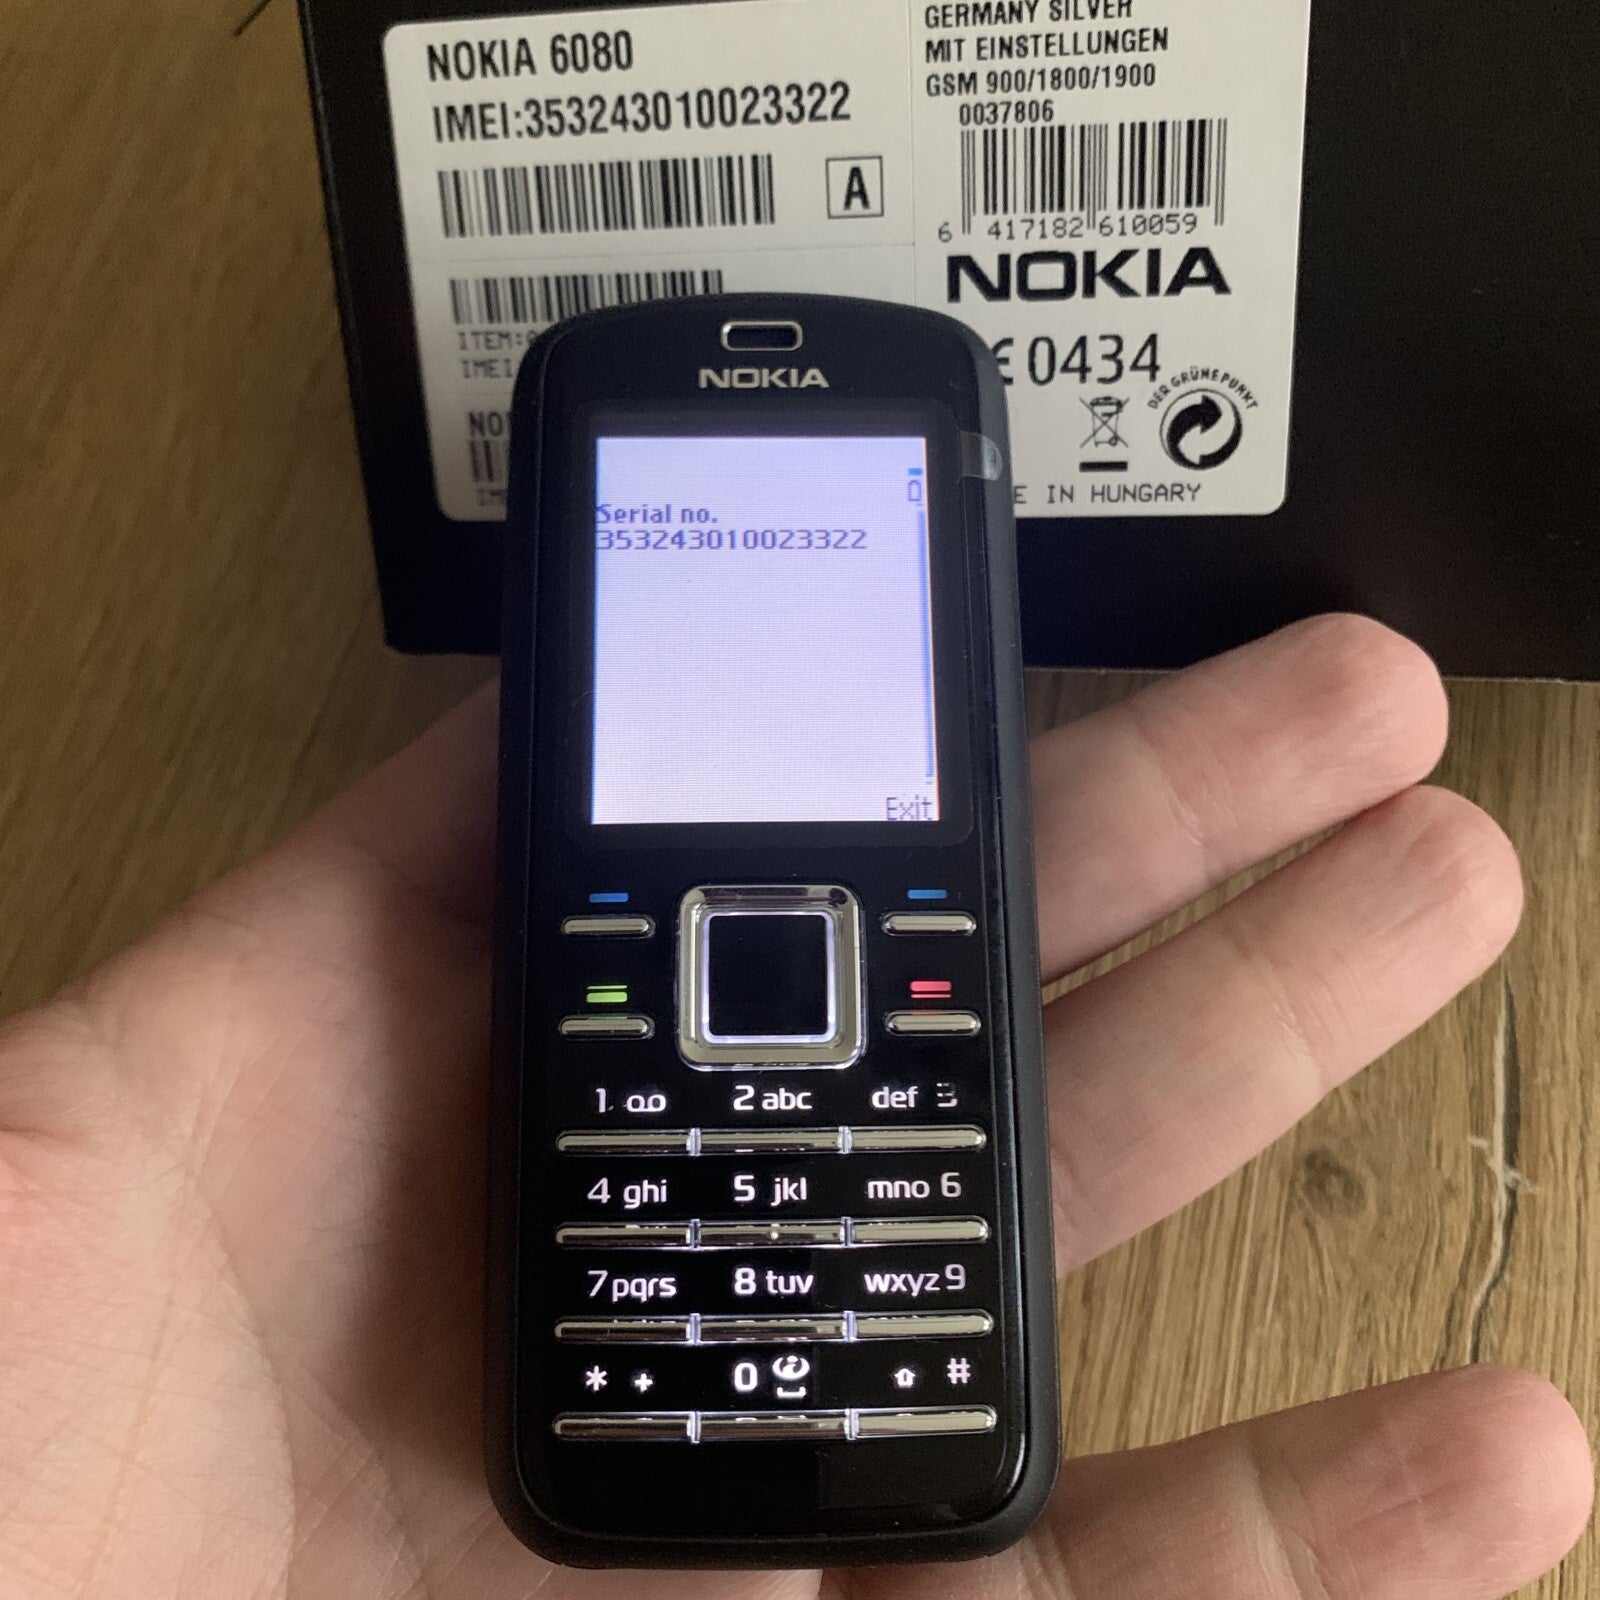 NOKIA 6080
IMEI:353243010023322
A
GERMANY SILVER
MIT EINSTELLUNGEN
GSM 900/1800/1900
0037806
6 417182 610059
NOKIA
0434
DER GRÜNE PUNKT
IN HUNGARY
ITEM:
IMEI
NOKIA
Serial no.
353243010023322
Exit
1 2 abc def 3
4 ghi 5 jkl mno 6
7 pqrs 8 tuv wxyz 9
* + 0 #